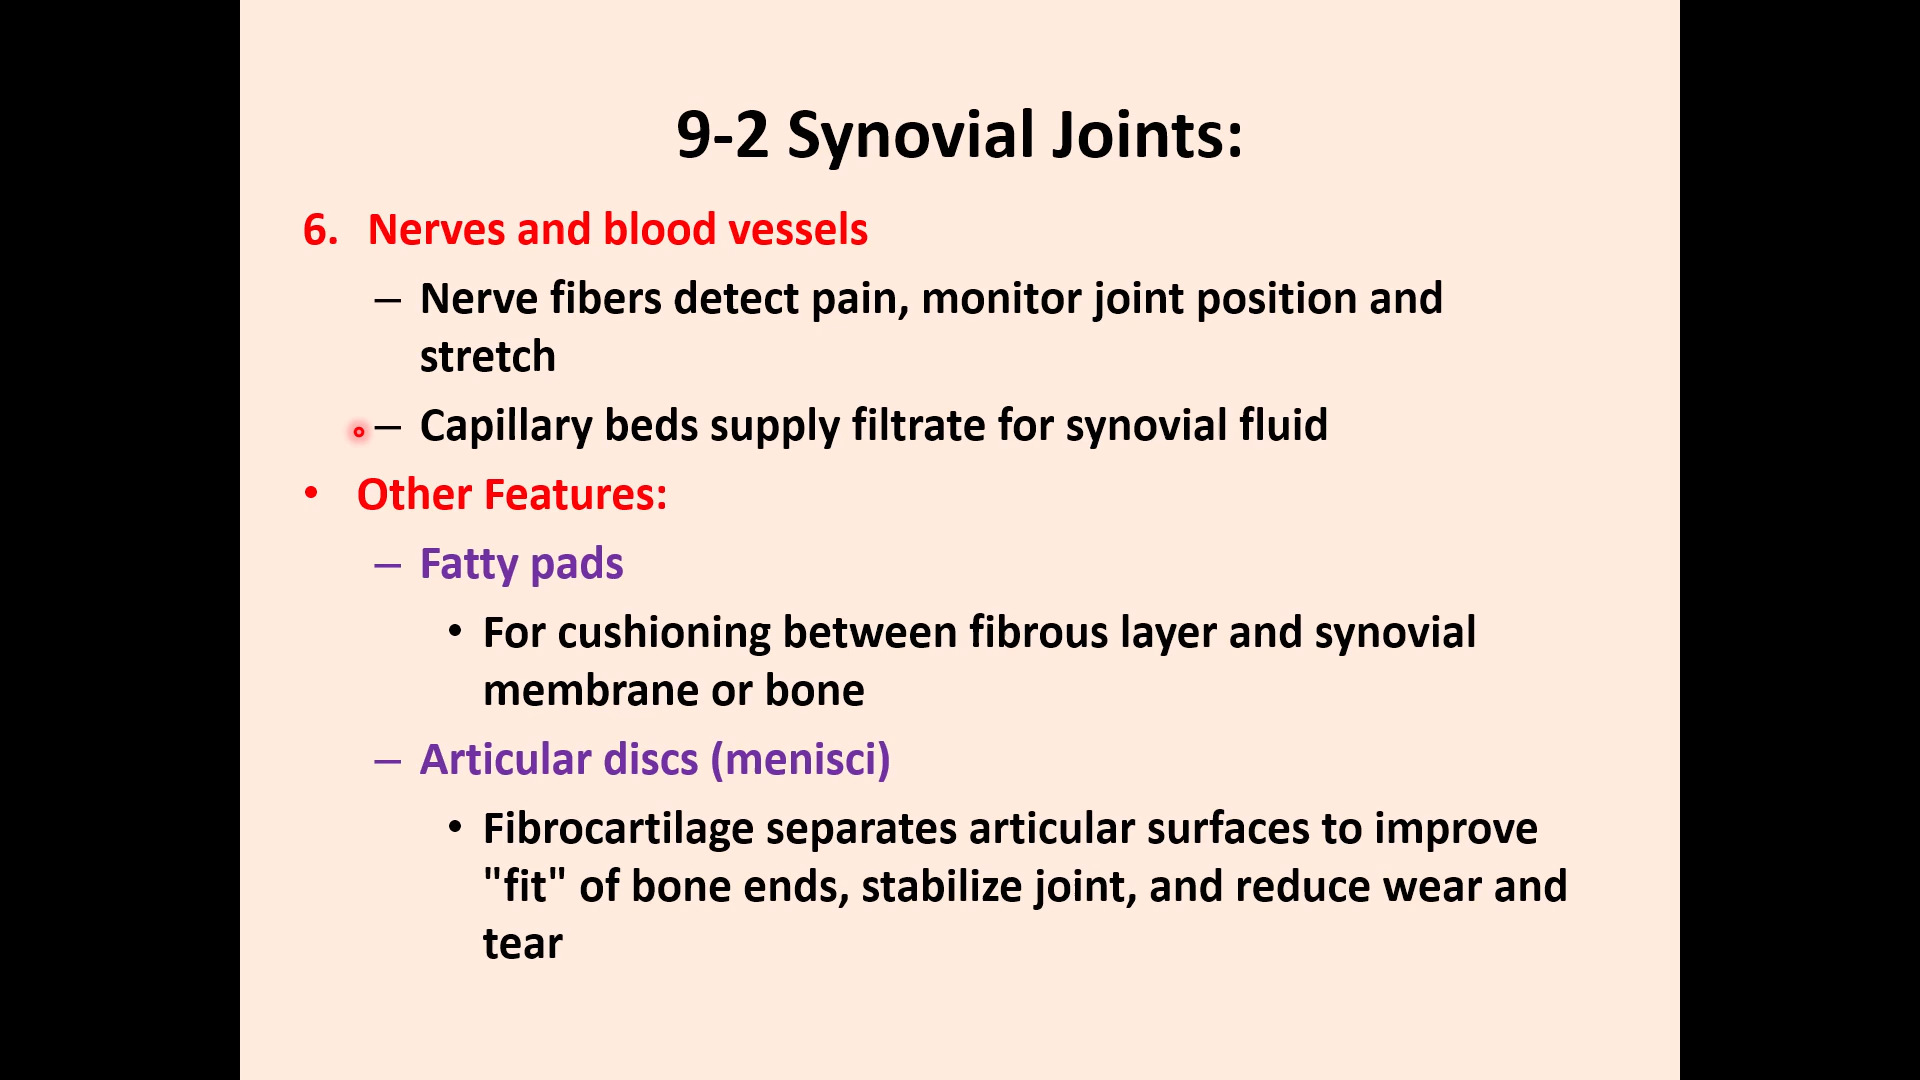 9-2 Synovial Joints:
6. Nerves and blood vessels
– Nerve fibers detect pain, monitor joint position and
stretch
– Capillary beds supply filtrate for synovial fluid
• Other Features:
– Fatty pads
• For cushioning between fibrous layer and synovial
membrane or bone
– Articular discs (menisci)
• Fibrocartilage separates articular surfaces to improve
"fit" of bone ends, stabilize joint, and reduce wear and
tear